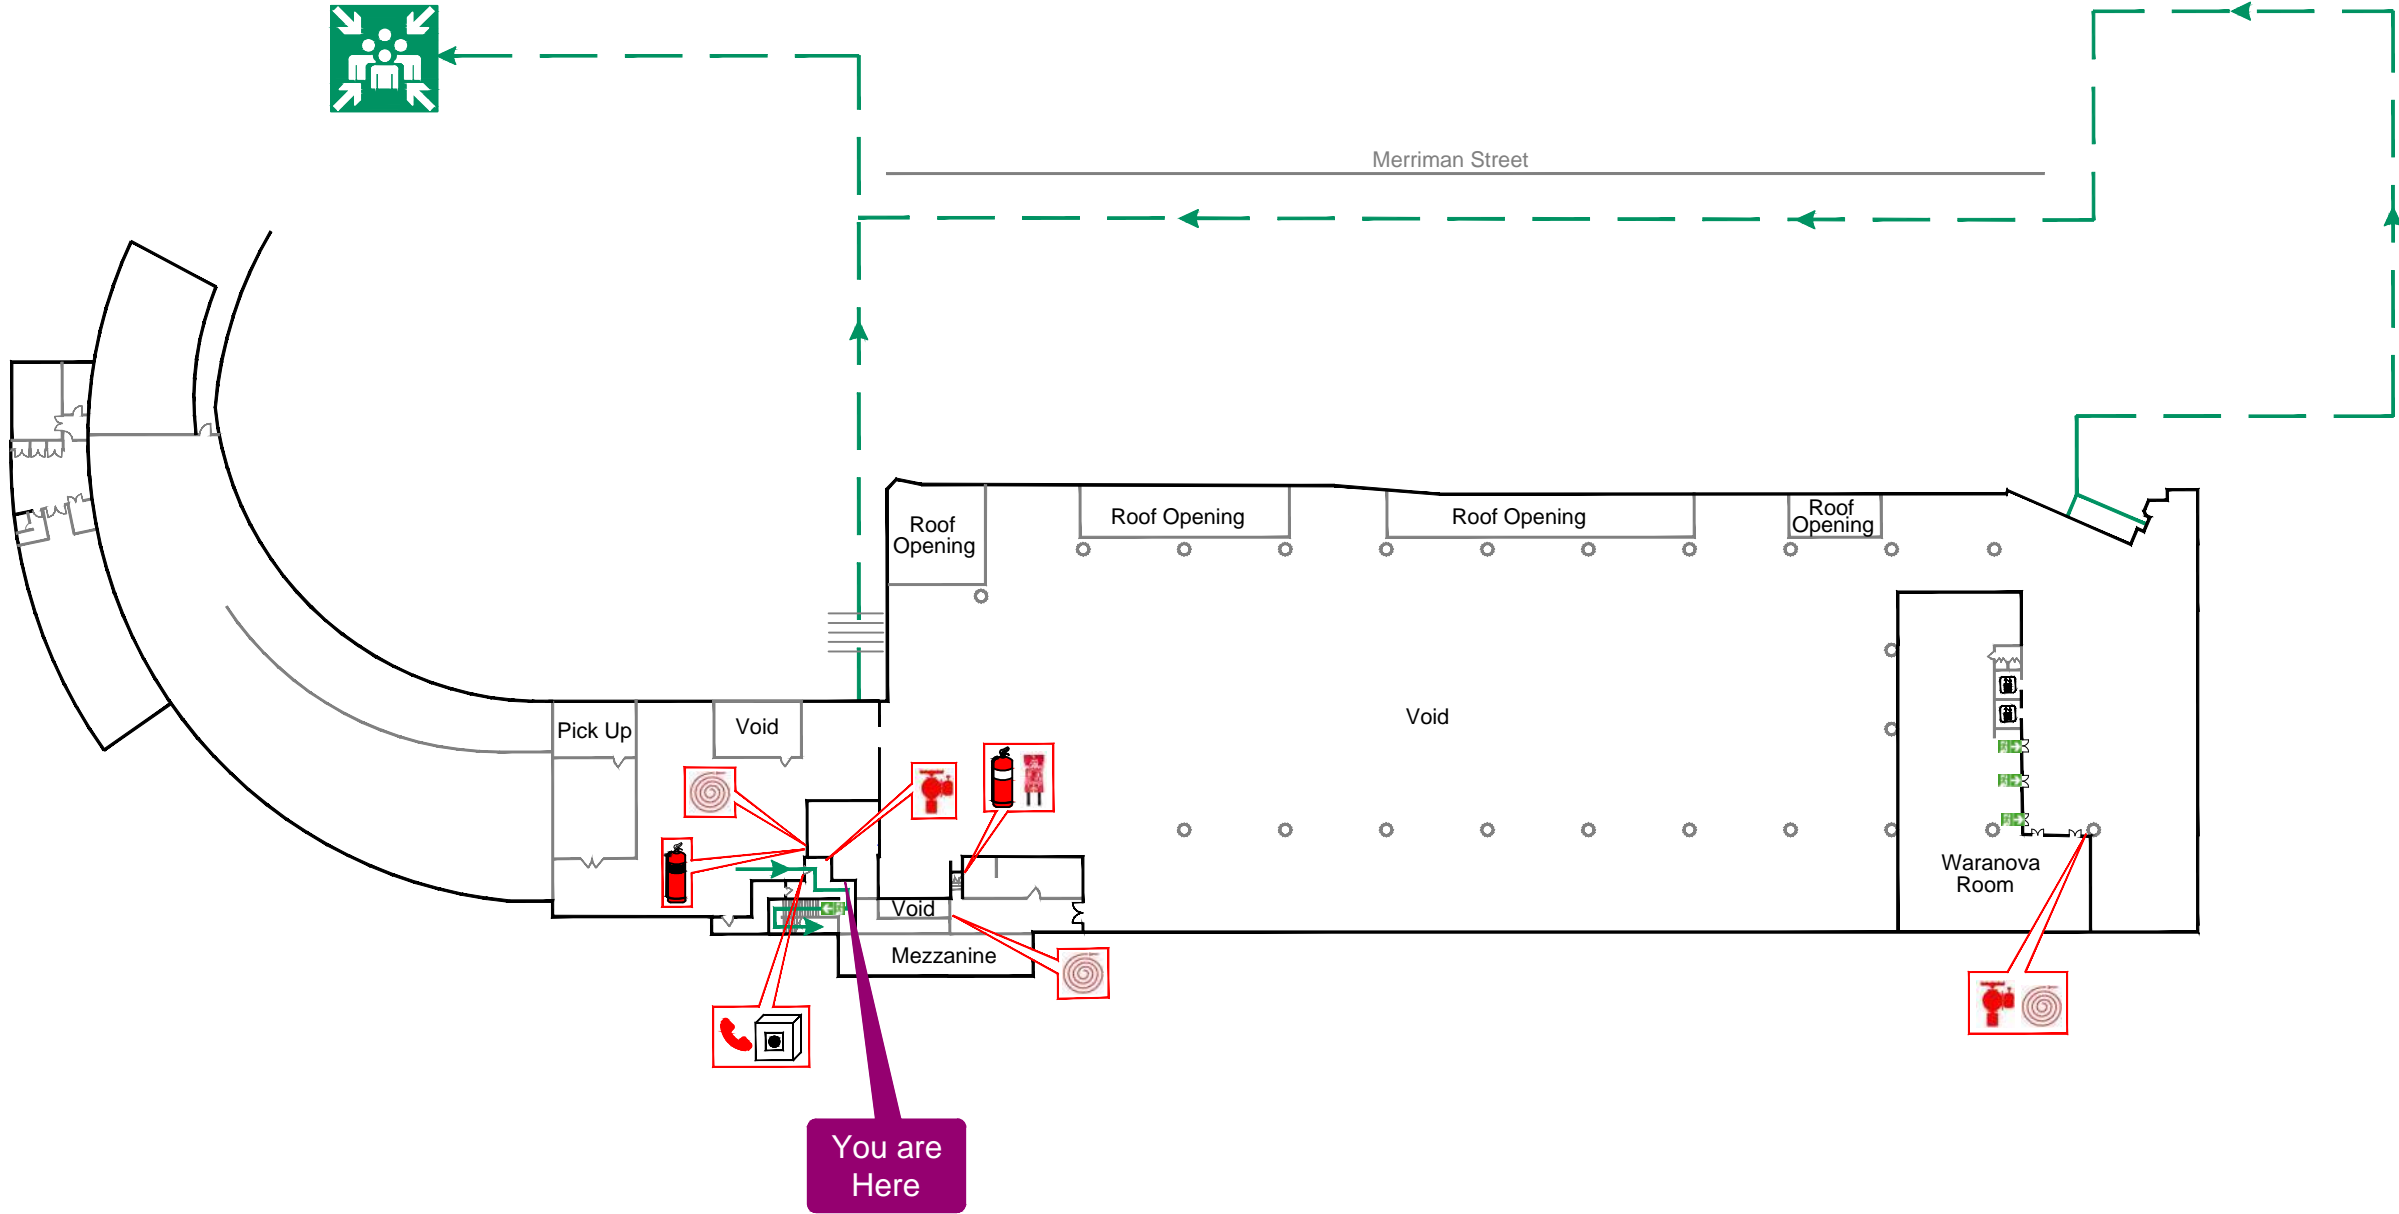 Merriman Street
Roof
Opening
Roof Opening
Roof Opening
Roof
Opening
Pick Up
Void
Void
Waranova
Room
Void
Mezzanine
You are
Here